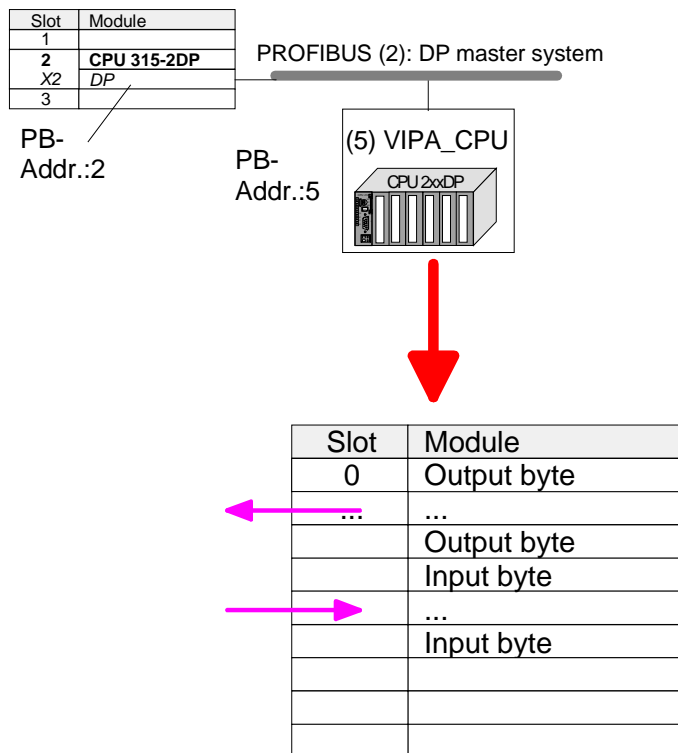 Slot Module
1
2 CPU 315-2DP
X2 DP
3
PROFIBUS (2): DP master system
PB-
Addr.:2
PB-
Addr.:5
(5) VIPA_CPU
CPU 2xxDP
Slot Module
0 Output byte
... ...
Output byte
Input byte
...
Input byte